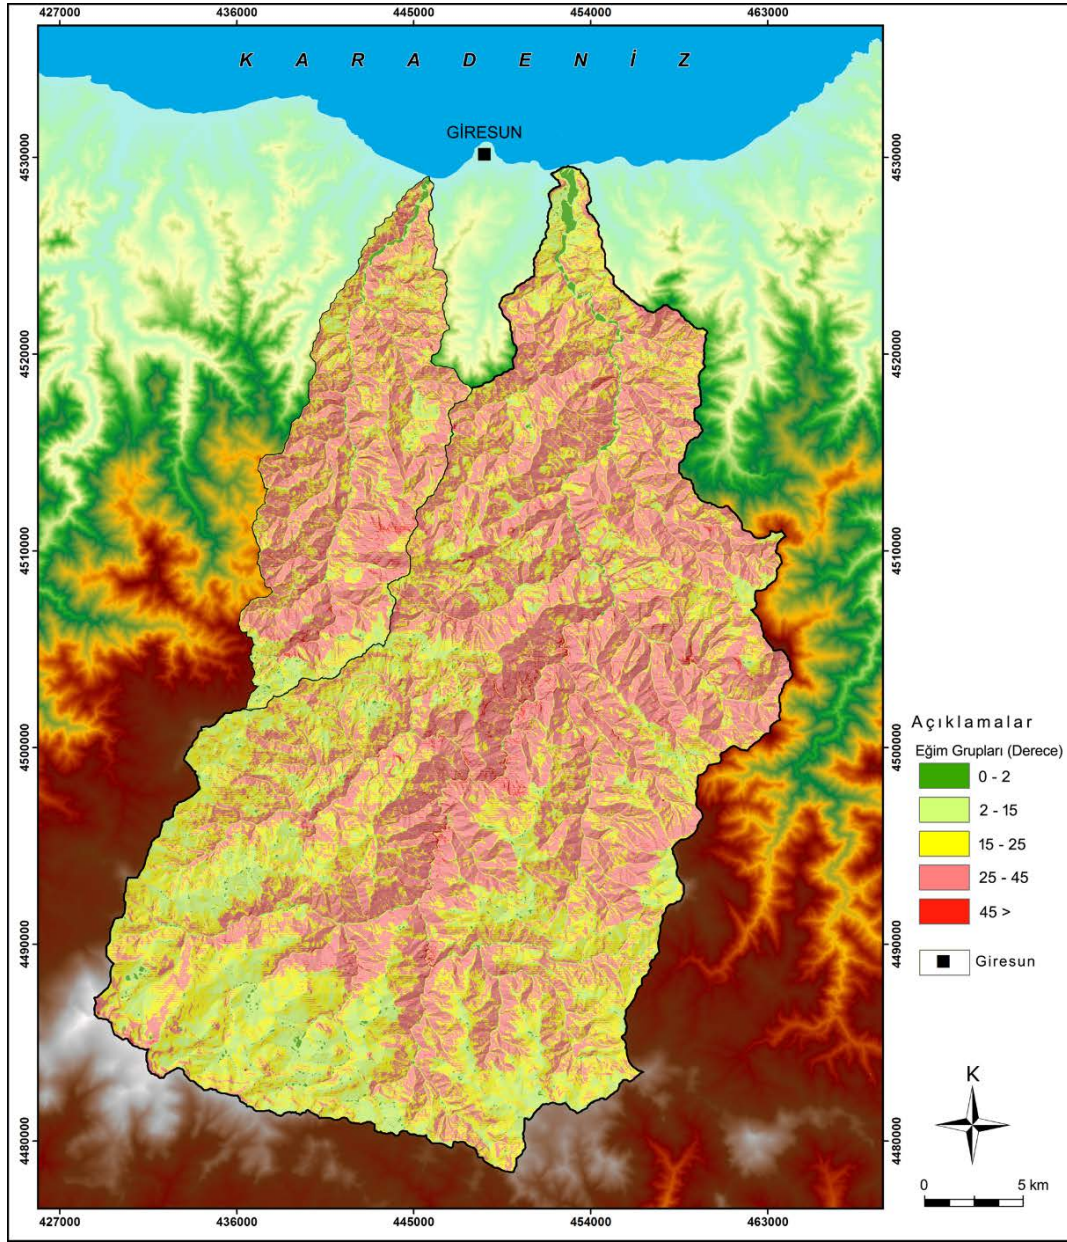 427000 436000 445000 454000 463000
K A R A D E N İ Z
GİRESUN
4530000 4530000
4520000 4520000
4510000 4510000
4500000 4500000
4490000 4490000
4480000 4480000
Açıklamalar
Eğim Grupları (Derece)
0 - 2
2 - 15
15 - 25
25 - 45
45 >
Giresun
K
0 5 km
427000 436000 445000 454000 463000